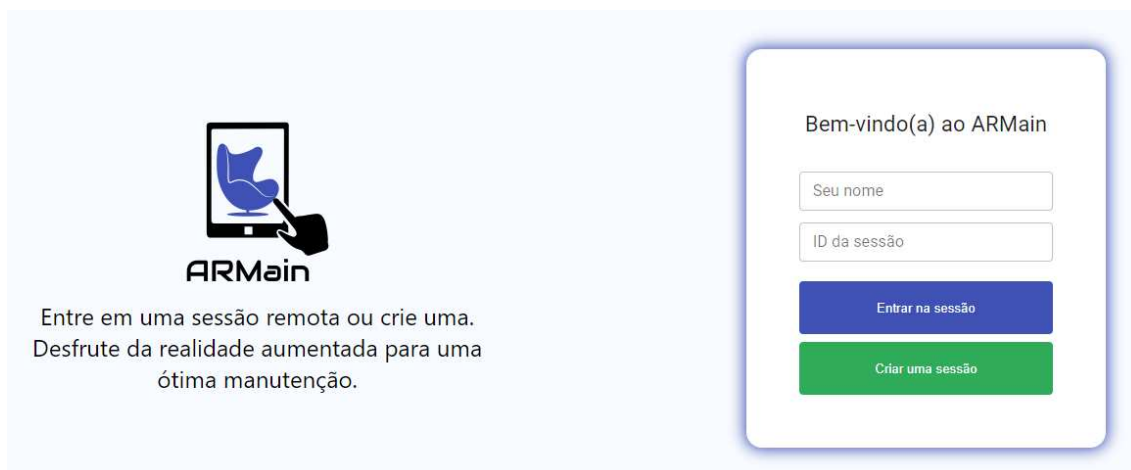 ARMain
Entre em uma sessão remota ou crie uma.
Desfrute da realidade aumentada para uma
ótima manutenção.
Bem-vindo(a) ao ARMain
Seu nome
ID da sessão
Entrar na sessão
Criar uma sessão